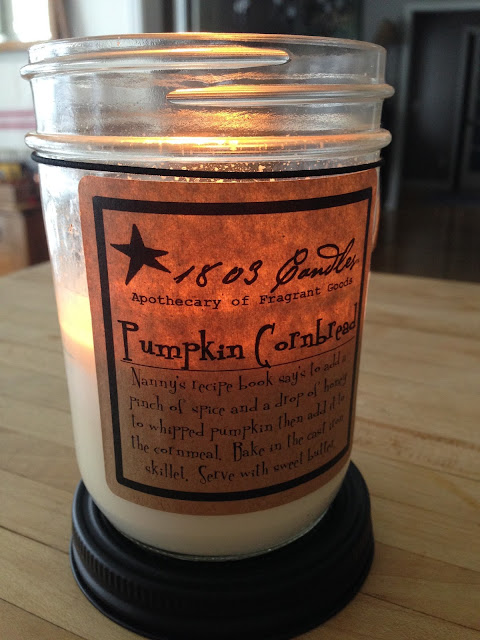 1803 Candles
Apothecary of Fragrant Goods
Pumpkin Cornbread
Nanny's recipe book says to add a
pinch of spice and a drop of honey
to whipped pumpkin then add it to
the cornmeal. Bake in the cast iron
skillet. Serve with sweet butter.